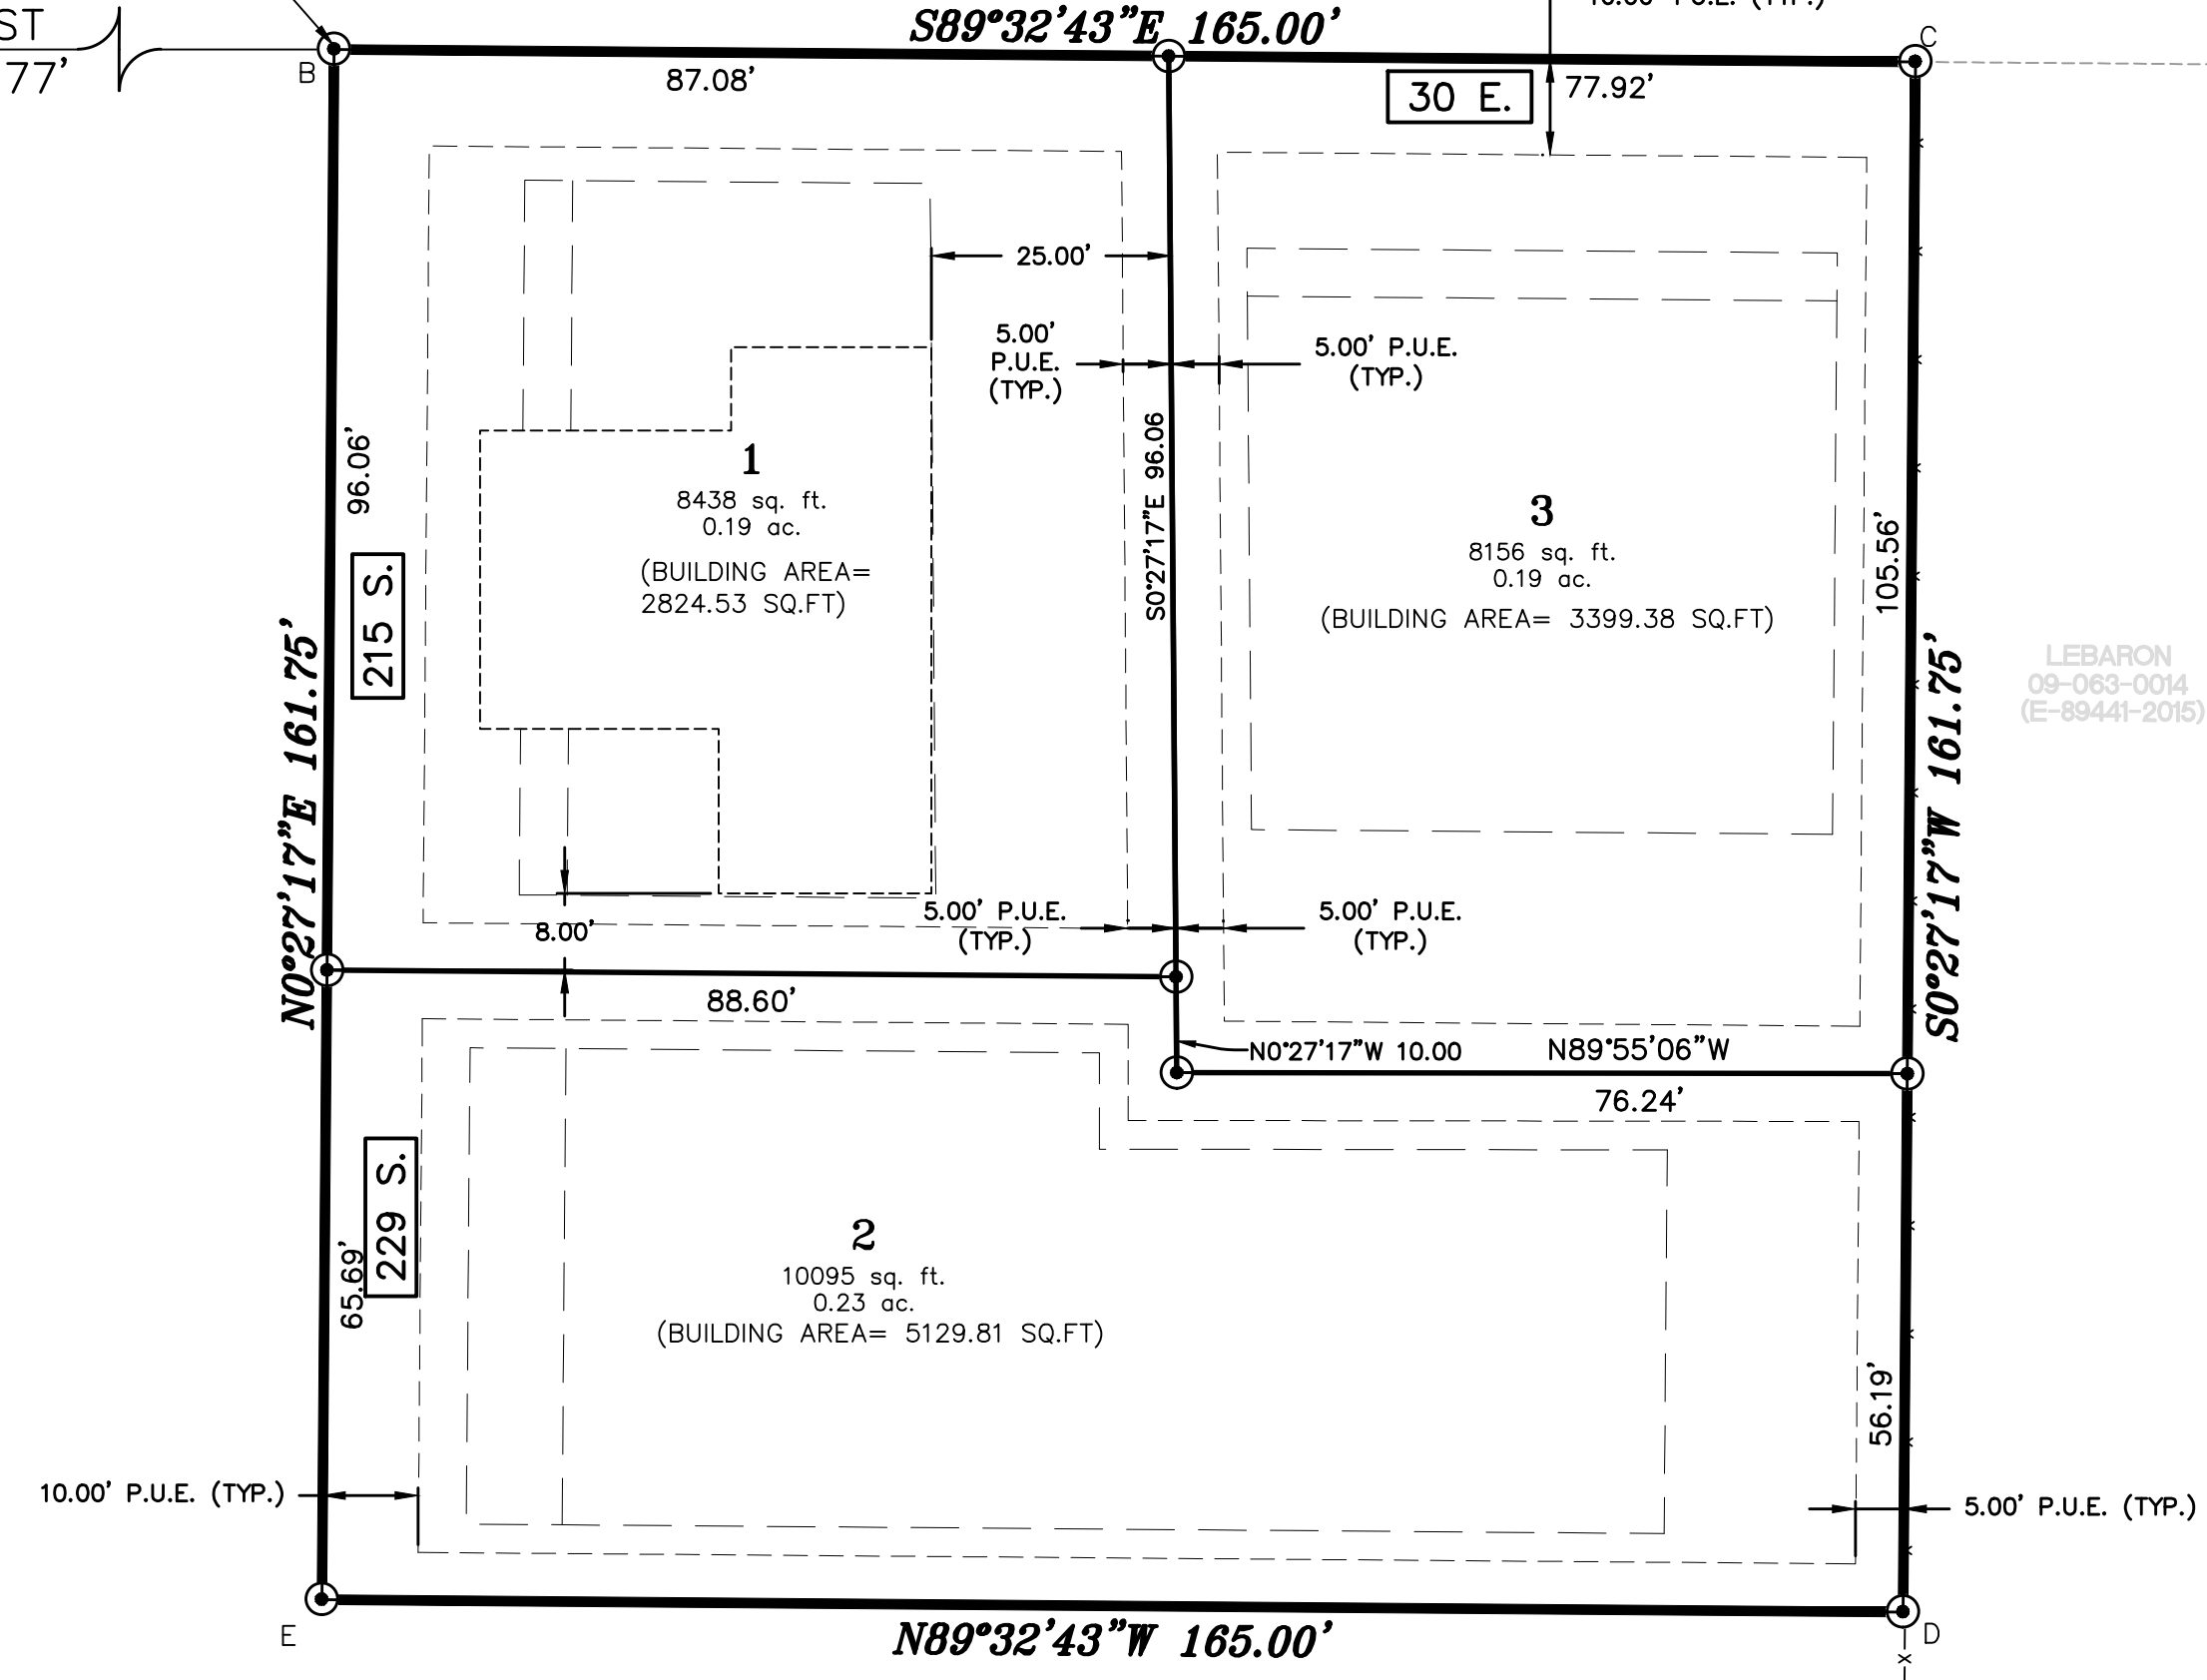 ST
77'
B
S89°32'43"E 165.00'
C
87.08'
30 E.
77.92'
25.00'
5.00'
P.U.E.
(TYP.)
5.00' P.U.E.
(TYP.)
96.06'
S0°27'17"E 96.06
1
8438 sq. ft.
0.19 ac.
(BUILDING AREA=
2824.53 SQ.FT)
3
8156 sq. ft.
0.19 ac.
(BUILDING AREA= 3399.38 SQ.FT)
105.56'
215 S.
N0°27'17"E 161.75'
S0°27'17"W 161.75'
LEBARON
09-063-0014
(E-89441-2015)
8.00'
5.00' P.U.E.
(TYP.)
5.00' P.U.E.
(TYP.)
88.60'
N0°27'17"W 10.00
N89°55'06"W
76.24'
229 S.
65.69'
2
10095 sq. ft.
0.23 ac.
(BUILDING AREA= 5129.81 SQ.FT)
56.19'
10.00' P.U.E. (TYP.)
5.00' P.U.E. (TYP.)
E
N89°32'43"W 165.00'
D
x